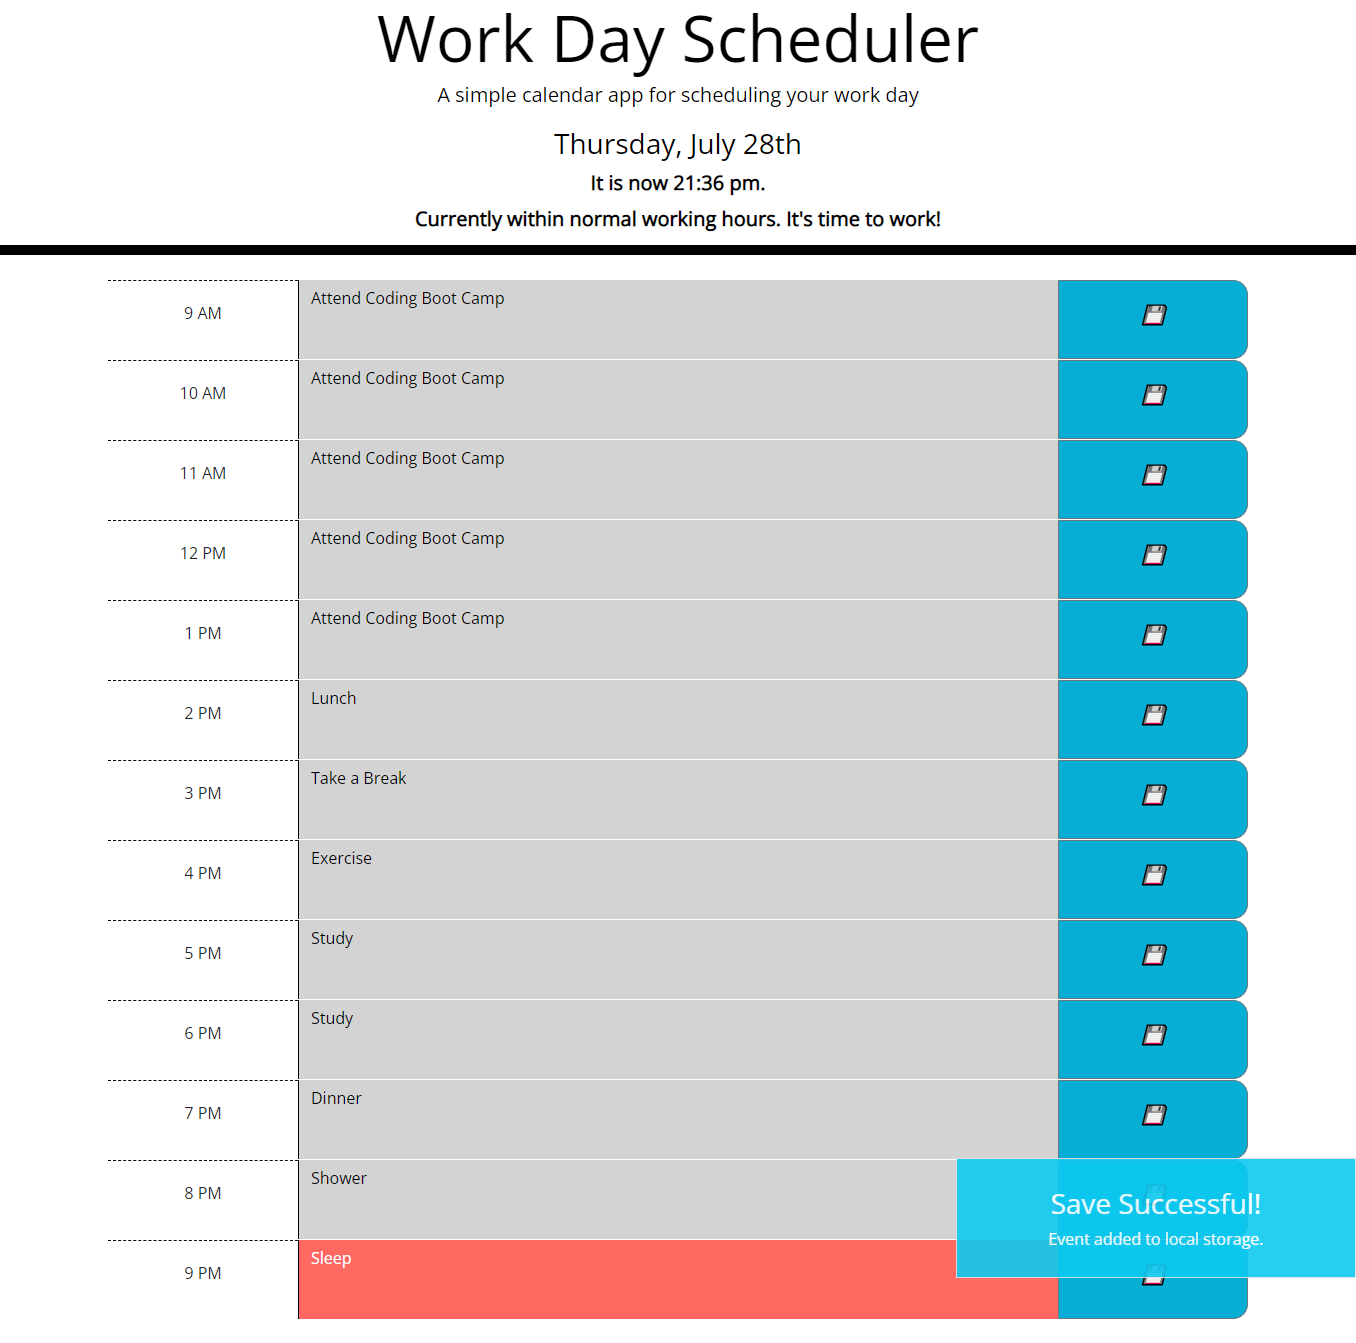 Work Day Scheduler
A simple calendar app for scheduling your work day
Thursday, July 28th
It is now 21:36 pm.
Currently within normal working hours. It's time to work!
9 AM Attend Coding Boot Camp
10 AM Attend Coding Boot Camp
11 AM Attend Coding Boot Camp
12 PM Attend Coding Boot Camp
1 PM Attend Coding Boot Camp
2 PM Lunch
3 PM Take a Break
4 PM Exercise
5 PM Study
6 PM Study
7 PM Dinner
8 PM Shower
Save Successful!
Event added to local storage.
9 PM Sleep